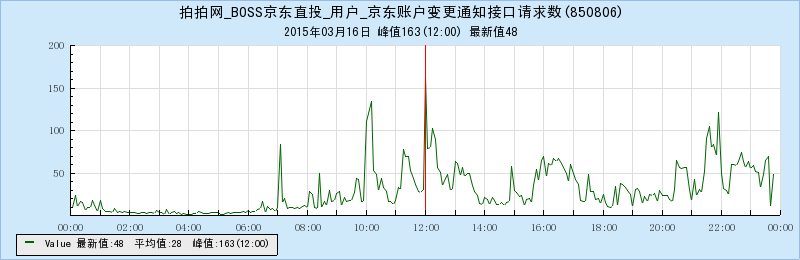 拍拍网_BOSS京东直投_用户_京东账户变更通知接口请求数(850806)
2015年03月16日 峰值163(12:00) 最新值48
200
150
100
50
00:00 02:00 04:00 06:00 08:00 10:00 12:00 14:00 16:00 18:00 20:00 22:00 00:00
Value 最新值:48 平均值:28 峰值:163(12:00)